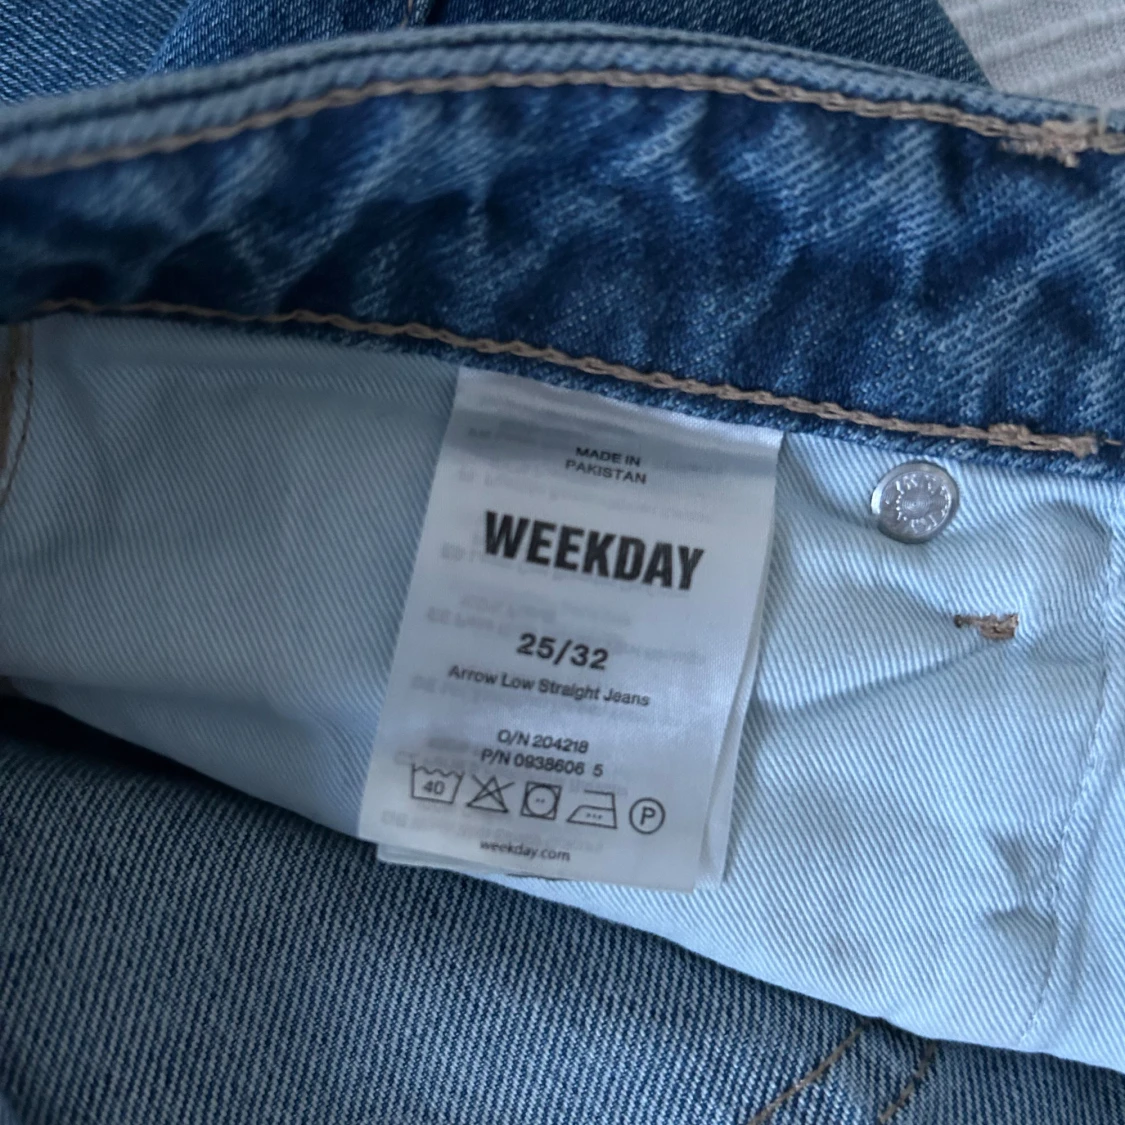 MADE IN
PAKISTAN
WEEKDAY
25/32
Arrow Low Straight Jeans
O/N 204218
P/N 0938606 5
40
P
weekday.com